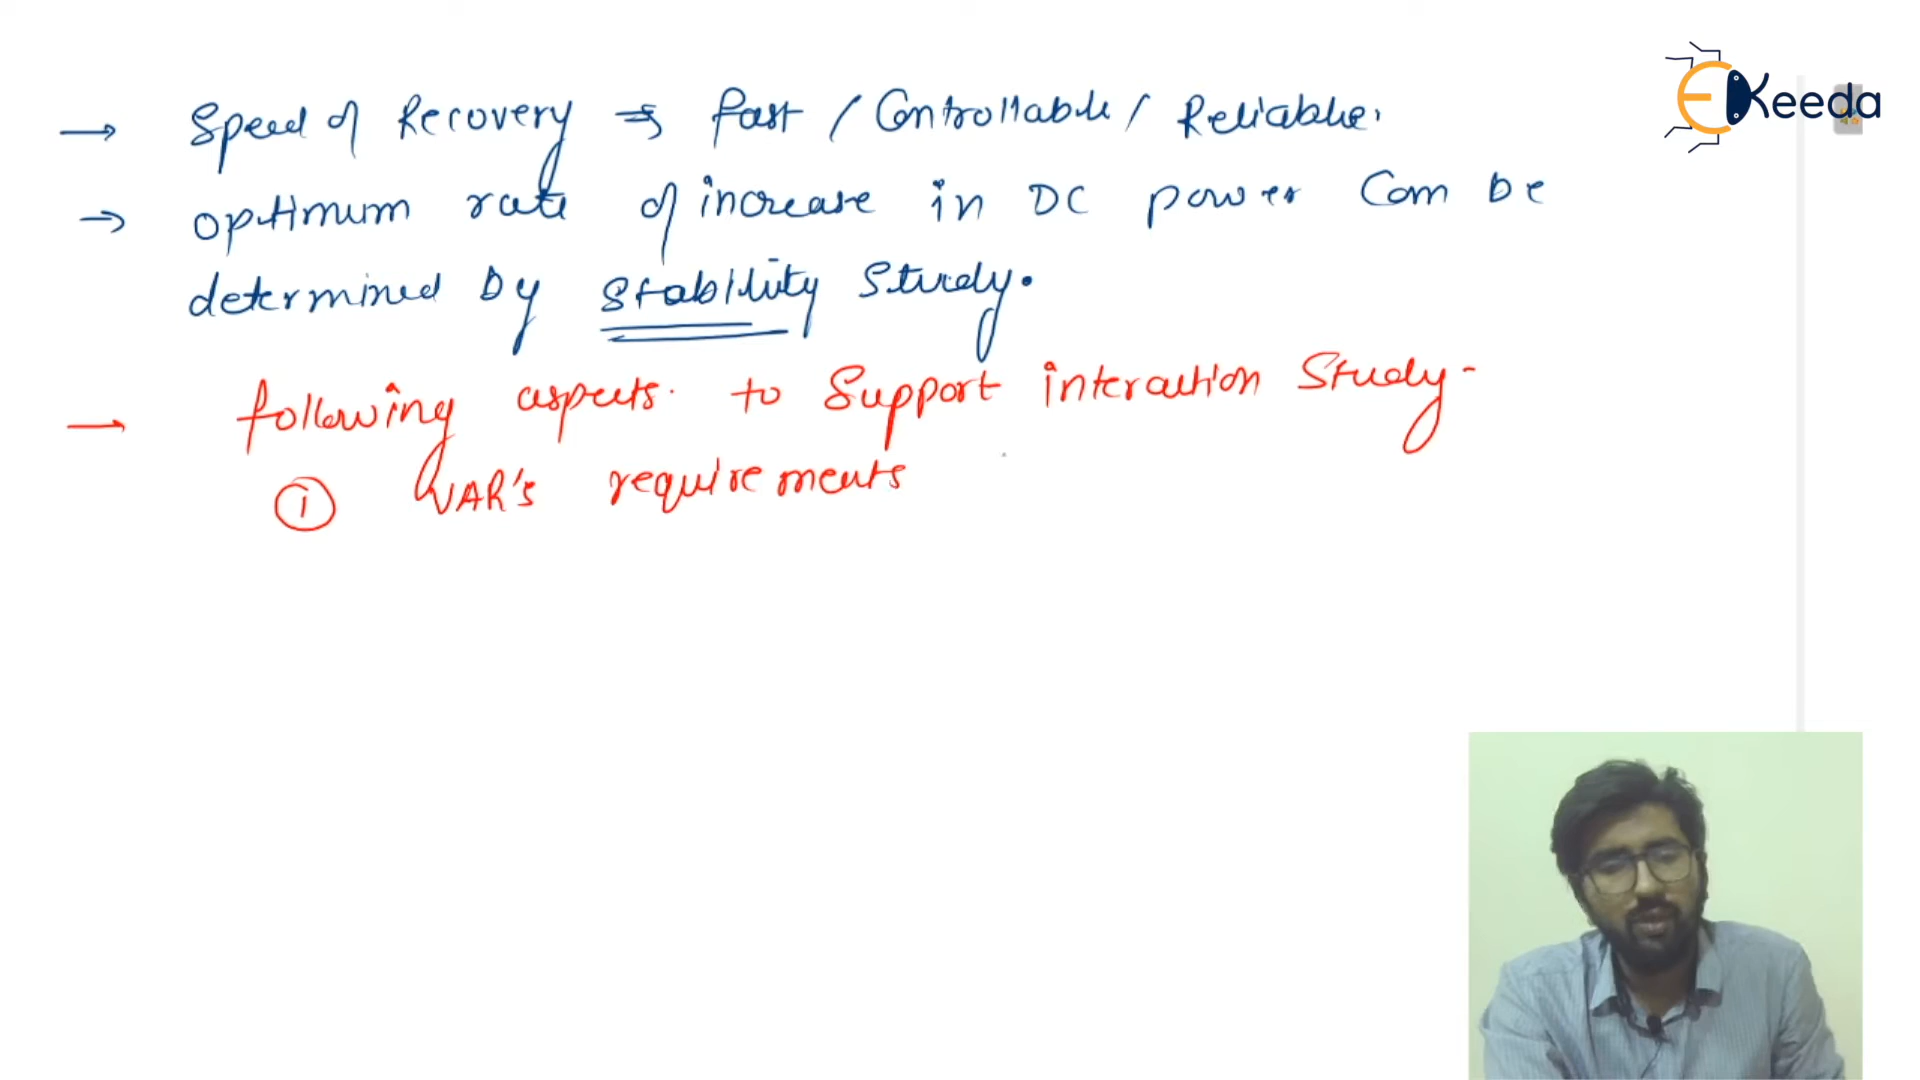 EKeeda
→ Speed of Recovery ⇒ fast / Controllable / Reliable.
→ optimum rate of increase in DC power Can be
determined by stability Study.
→ following aspects to Support interaction Study-
① VAR's requirements